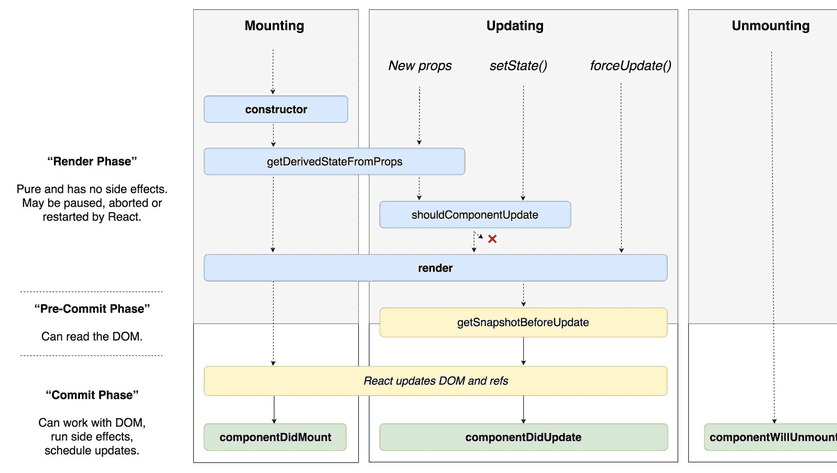 Mounting
Updating
Unmounting
New props
setState()
forceUpdate()
constructor
“Render Phase”
getDerivedStateFromProps
Pure and has no side effects.
May be paused, aborted or
restarted by React.
shouldComponentUpdate
render
“Pre-Commit Phase”
Can read the DOM.
getSnapshotBeforeUpdate
React updates DOM and refs
“Commit Phase”
Can work with DOM,
run side effects,
schedule updates.
componentDidMount
componentDidUpdate
componentWillUnmount